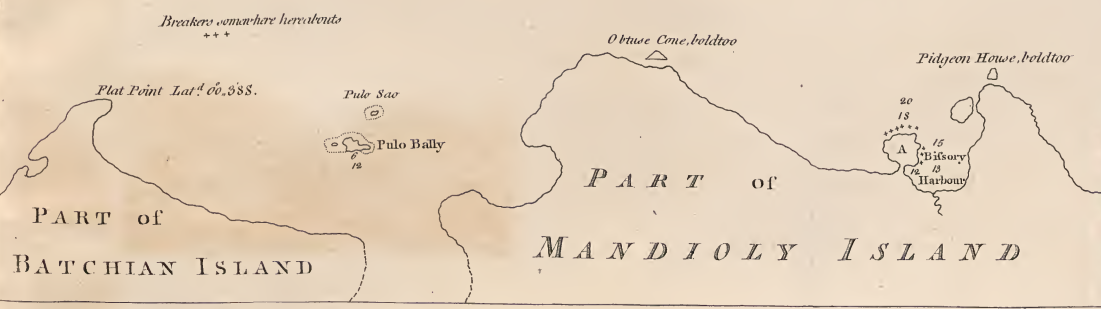 Breakers somewhere hereabouts
Obtuse Cone, boldtoo
Pidgeon House, boldtoo
Flat Point Latd. 00.38S.
Pulo Sao
Pulo Bally
6
12
20
18
A
15
Bissory
12
13
Harbour
PART of
BATCHIAN ISLAND
PART of
MANDIOLY ISLAND